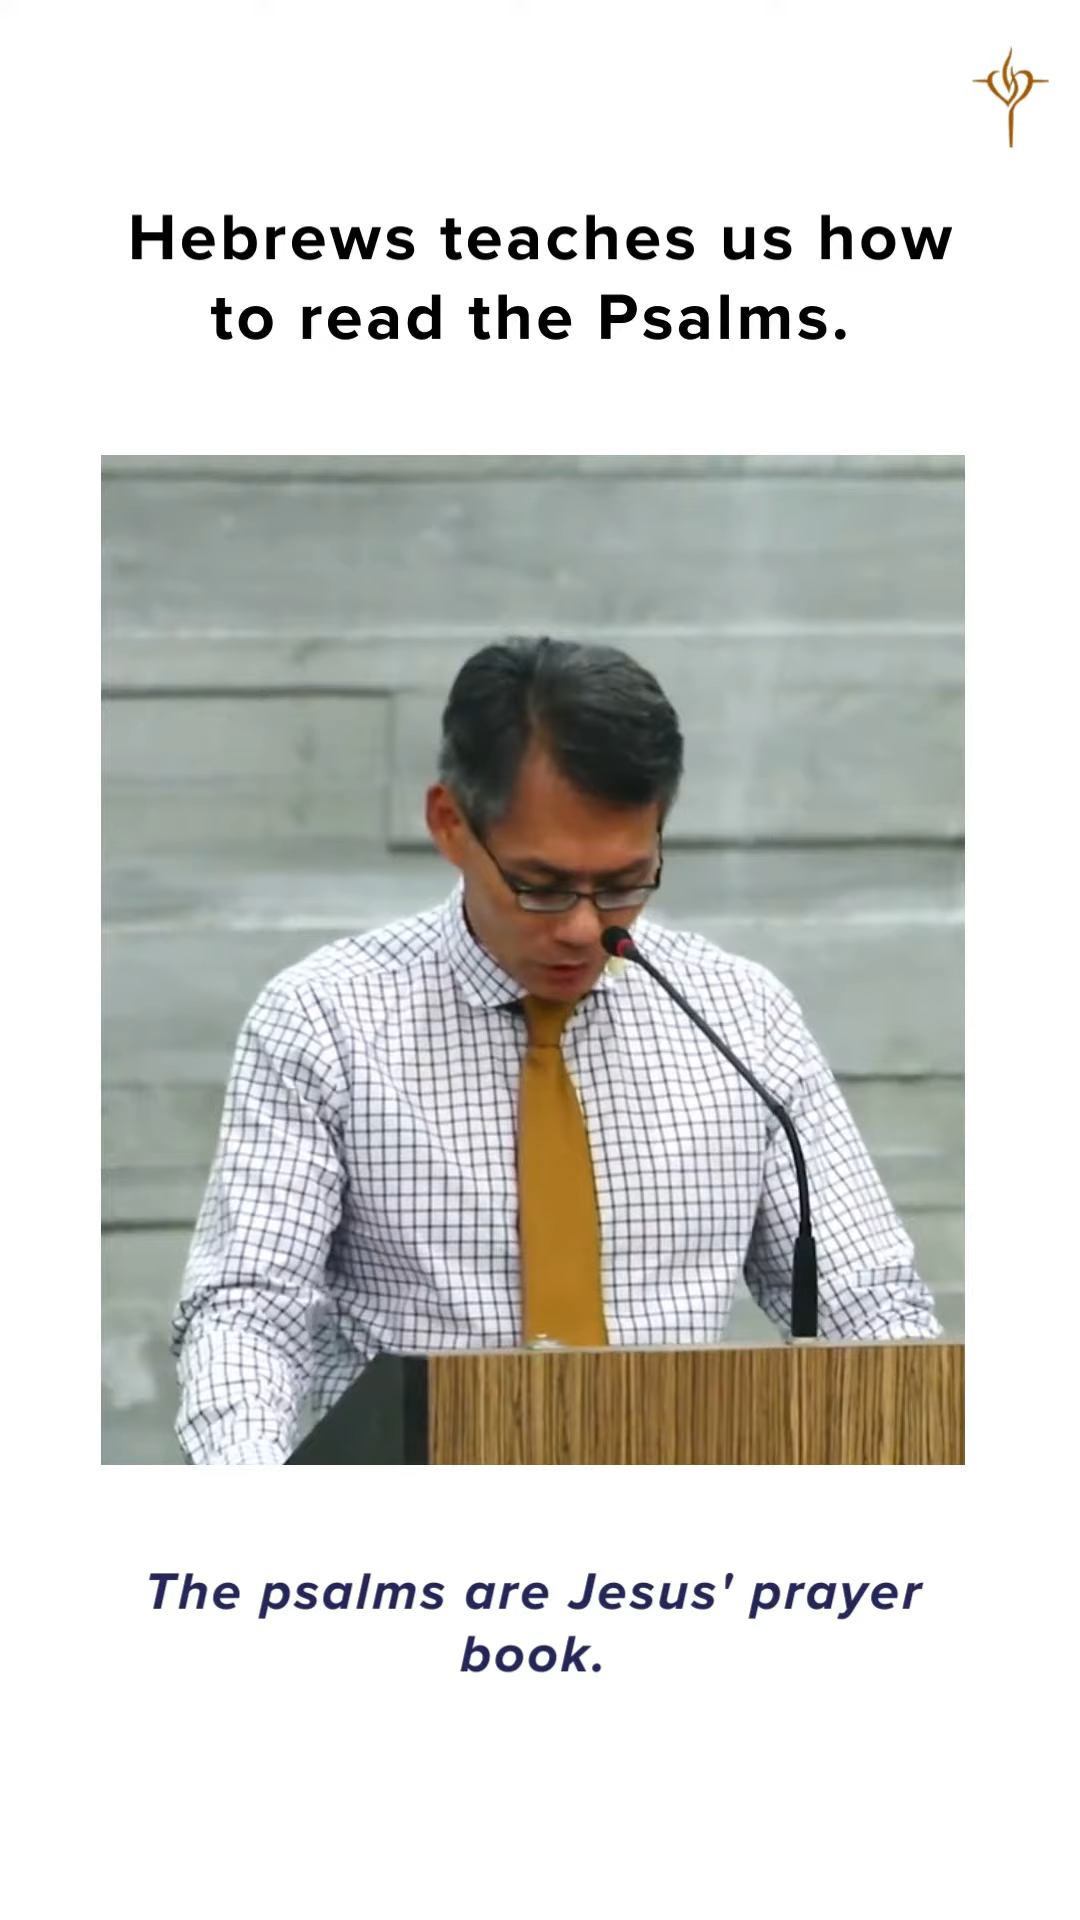 Hebrews teaches us how
to read the Psalms.
The psalms are Jesus' prayer
book.